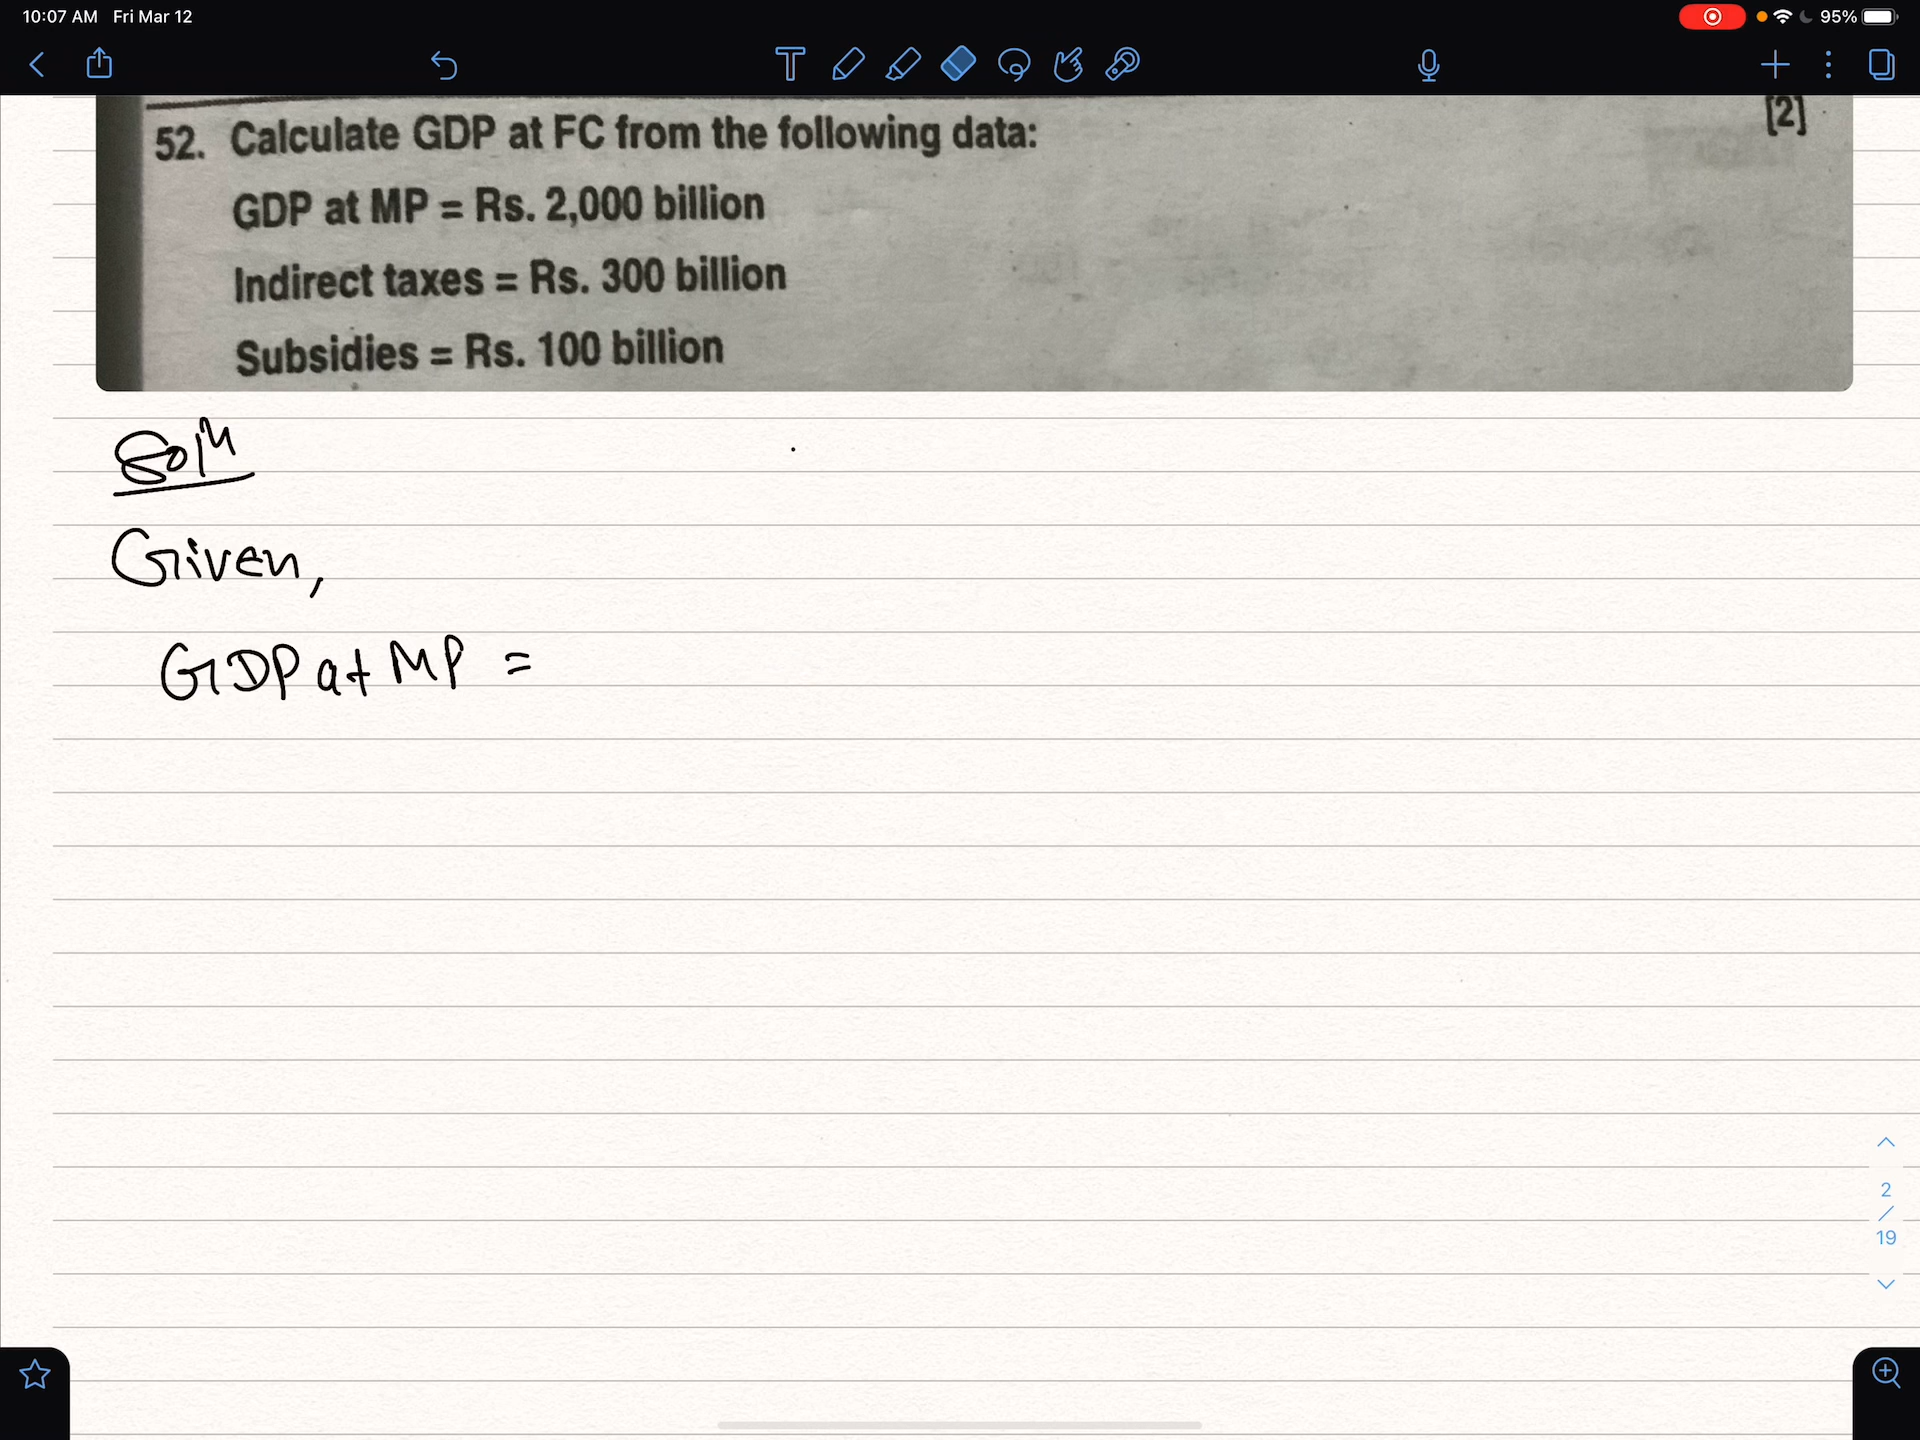 10:07 AM Fri Mar 12
95%
[2]
52. Calculate GDP at FC from the following data:
GDP at MP = Rs. 2,000 billion
Indirect taxes = Rs. 300 billion
Subsidies = Rs. 100 billion
Solⁿ
Given,
GDP at MP =
2
/
19